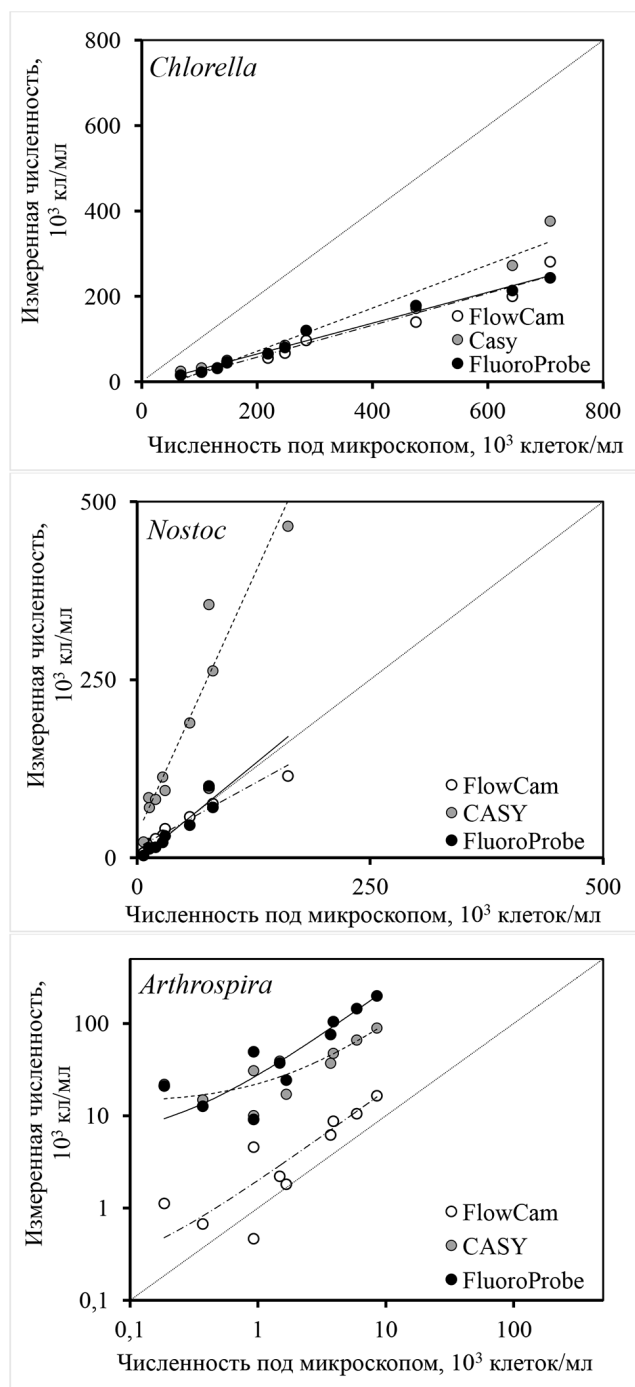 800
Chlorella
600
400
200
0
Измеренная численность,
10³ кл/мл
FlowCam
Casy
FluoroProbe
0 200 400 600 800
Численность под микроскопом, 10³ клеток/мл
500
Nostoc
250
0
Измеренная численность,
10³ кл/мл
FlowCam
CASY
FluoroProbe
0 250 500
Численность под микроскопом, 10³ клеток/мл
Arthrospira
100
10
1
0,1
Измеренная численность,
10³ кл/мл
FlowCam
CASY
FluoroProbe
0,1 1 10 100
Численность под микроскопом, 10³ клеток/мл